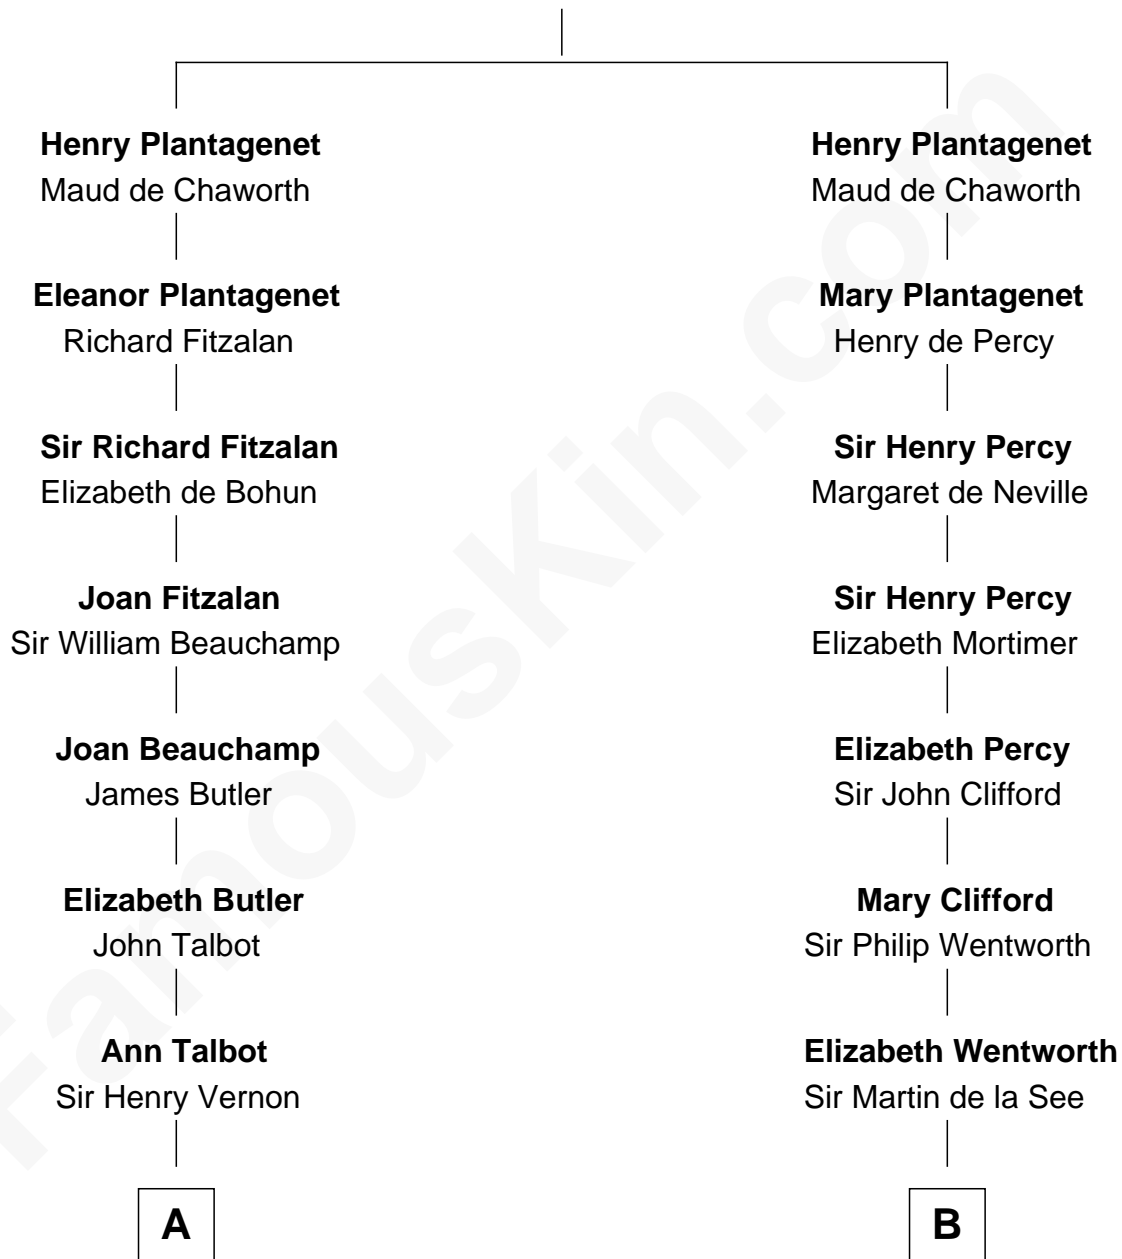 Henry Plantagenet
Maud de Chaworth
Eleanor Plantagenet
Richard Fitzalan
Sir Richard Fitzalan
Elizabeth de Bohun
Joan Fitzalan
Sir William Beauchamp
Joan Beauchamp
James Butler
Elizabeth Butler
John Talbot
Ann Talbot
Sir Henry Vernon
A
Henry Plantagenet
Maud de Chaworth
Mary Plantagenet
Henry de Percy
Sir Henry Percy
Margaret de Neville
Sir Henry Percy
Elizabeth Mortimer
Elizabeth Percy
Sir John Clifford
Mary Clifford
Sir Philip Wentworth
Elizabeth Wentworth
Sir Martin de la See
B
FamousKin.com